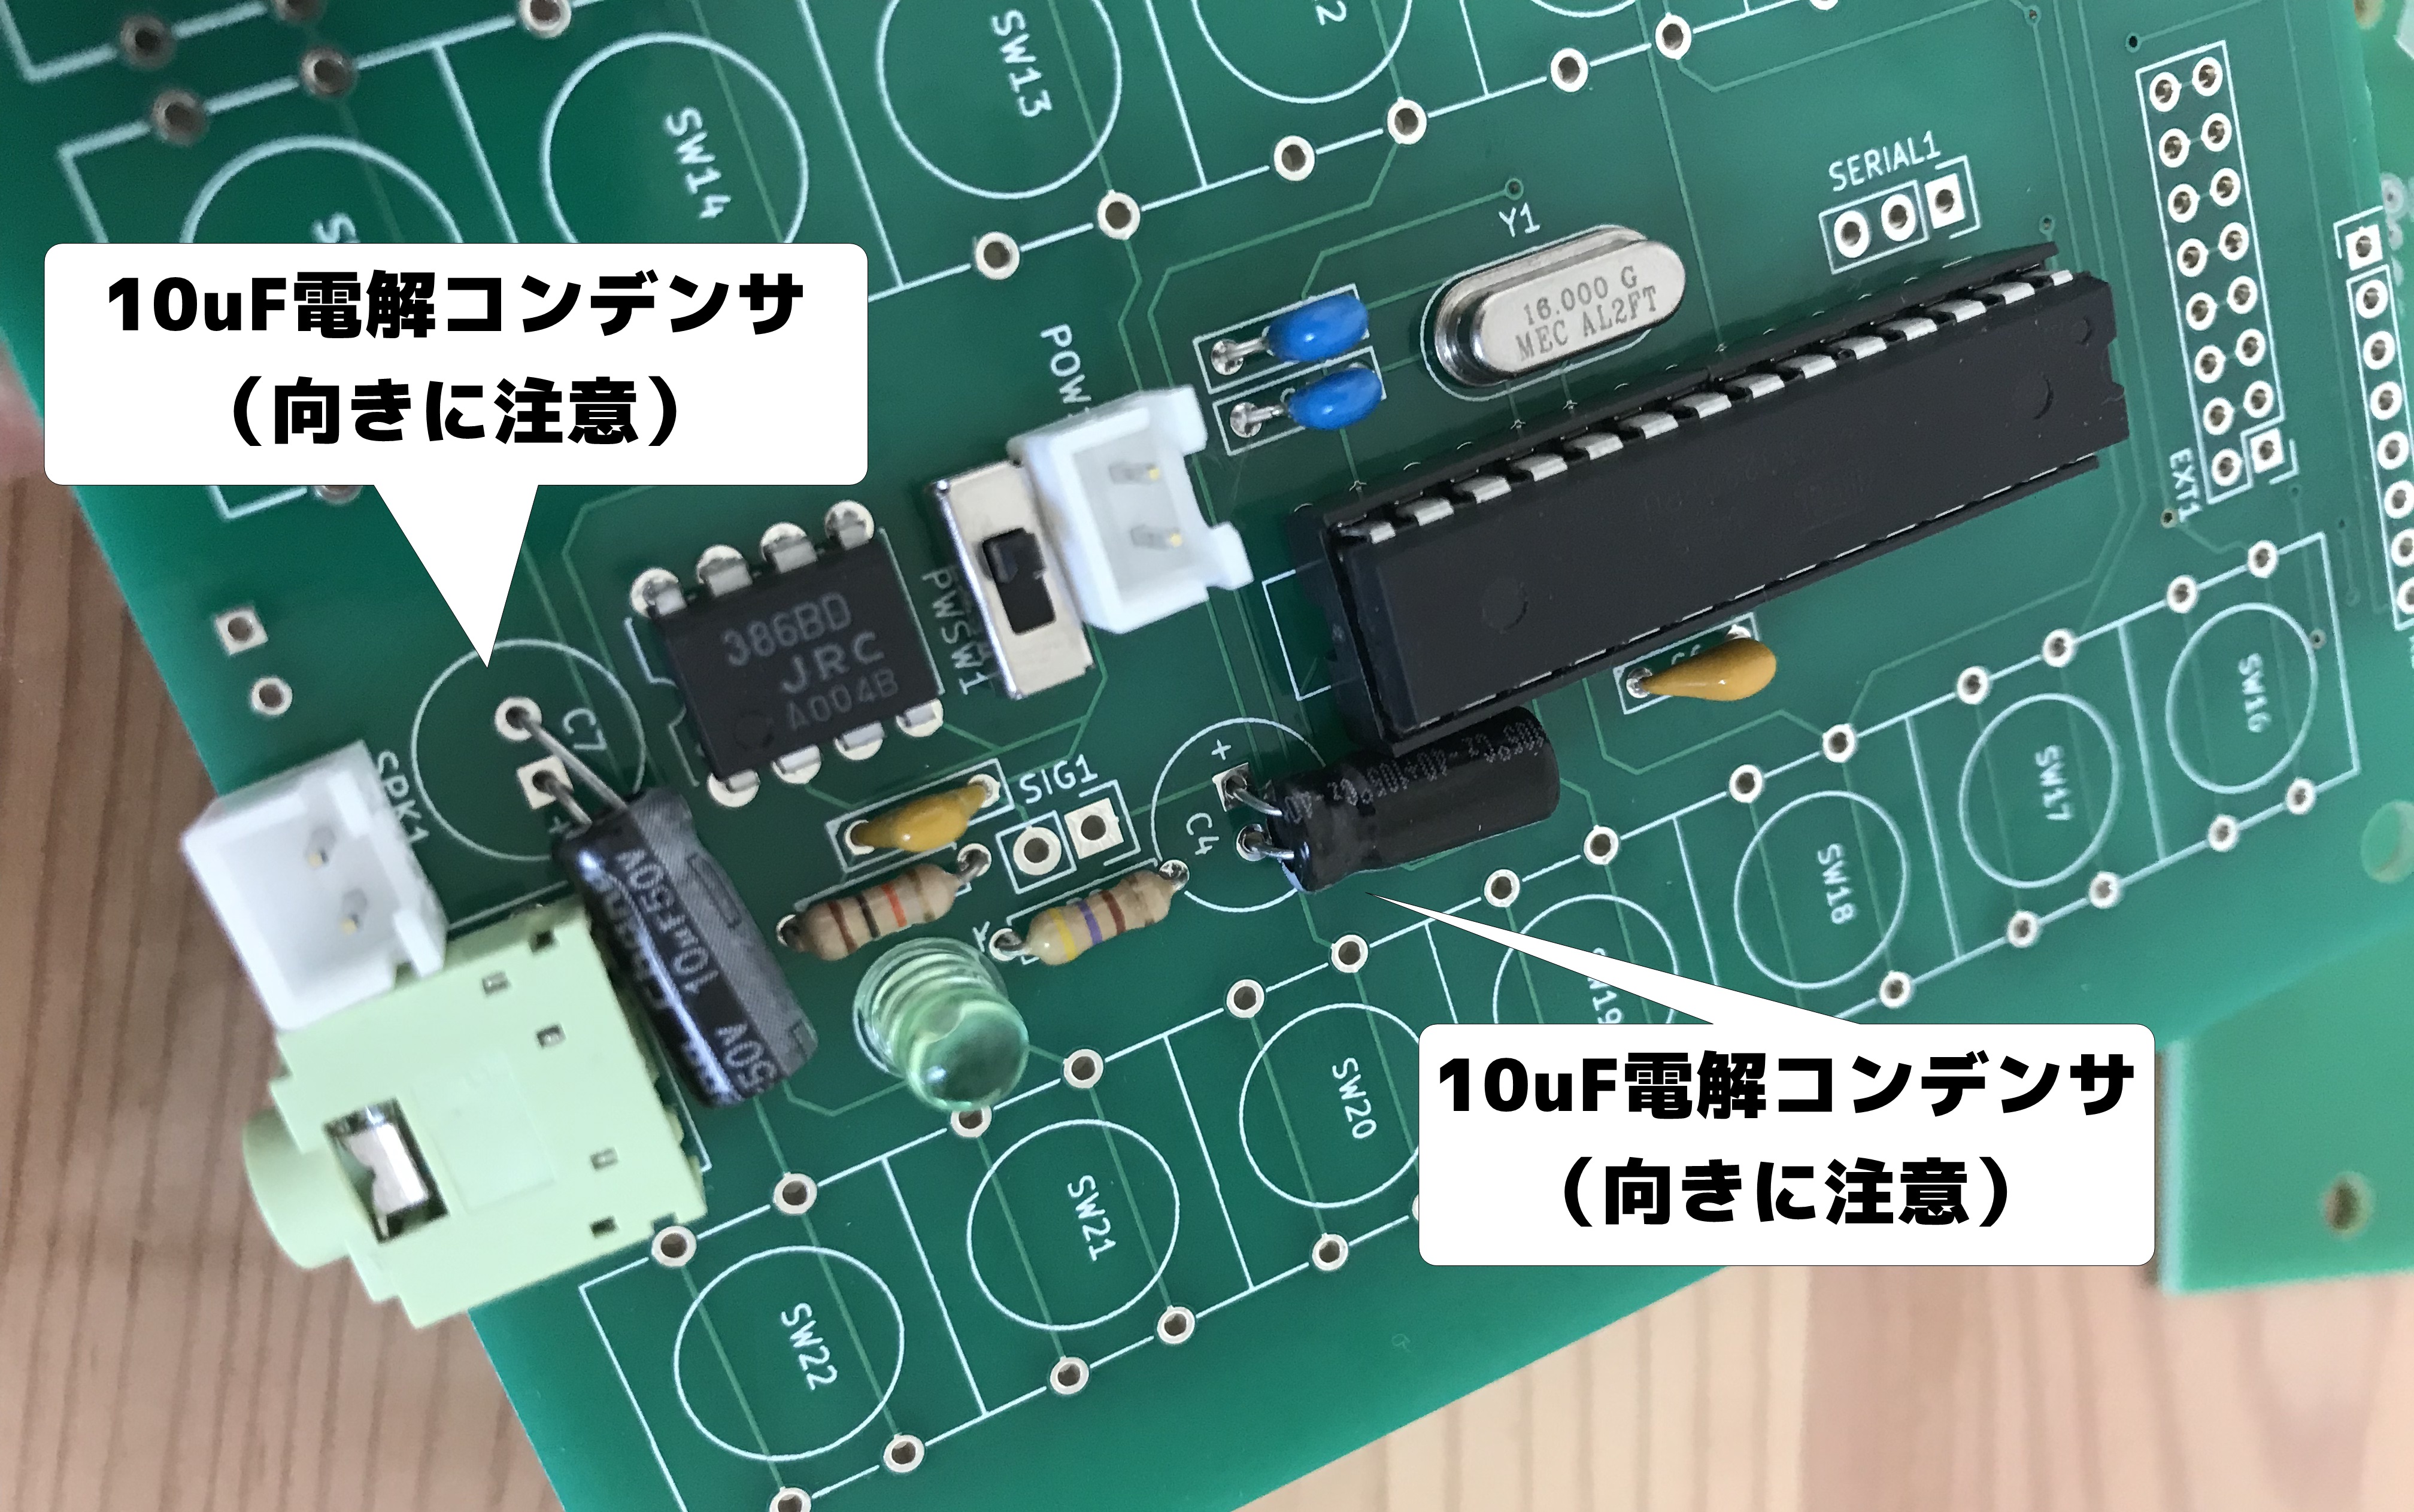 SW13
SW14
10uF電解コンデンサ
（向きに注意）
SERIAL1
Y1
16.000 G
MEC AL2FT
EXT1
386BD
JRC
A004B
PWSW1
C7
SPK1
SIG1
C4
50V
10uF50V
SW16
SW17
SW18
SW19
SW20
SW21
SW22
10uF電解コンデンサ
（向きに注意）